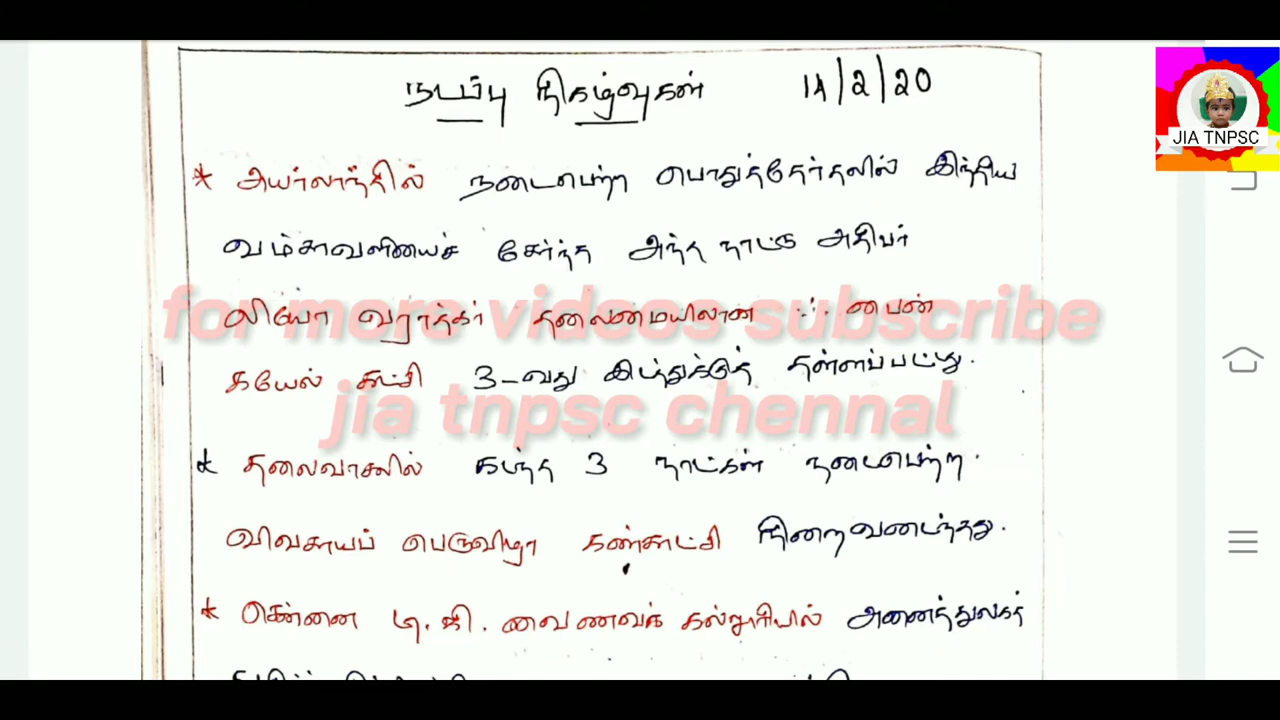 நடப்பு நிகழ்வுகள் 14/2/20
JIA TNPSC
* அயர்லாந்தில் நடைபெற்ற பொதுத்தேர்தலில் இந்திய
வம்சாவளியைச் சேர்ந்த அந்த நாட்டு அதிபர்
லியோ வராத்கர் தலைமையிலான ஃபைன்
கயேல் கட்சி 3-வது இடத்துக்குத் தள்ளப்பட்டது.
for more videos subscribe
jia tnpsc chennal
* தலைவாசலில் கடந்த 3 நாட்கள் நடைபெற்ற
விவசாயப் பெருவிழா கண்காட்சி நிறைவடைந்தது.
* சென்னை டி.ஜி. வைணவக் கல்லூரியில் அனைத்துலகத்